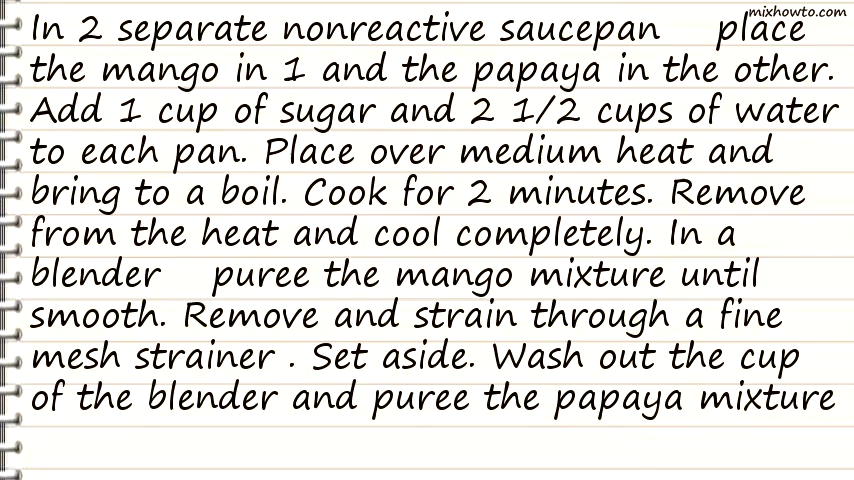 mixhowto.com
In 2 separate nonreactive saucepan place
the mango in 1 and the papaya in the other.
Add 1 cup of sugar and 2 1/2 cups of water
to each pan. Place over medium heat and
bring to a boil. Cook for 2 minutes. Remove
from the heat and cool completely. In a
blender puree the mango mixture until
smooth. Remove and strain through a fine
mesh strainer . Set aside. Wash out the cup
of the blender and puree the papaya mixture